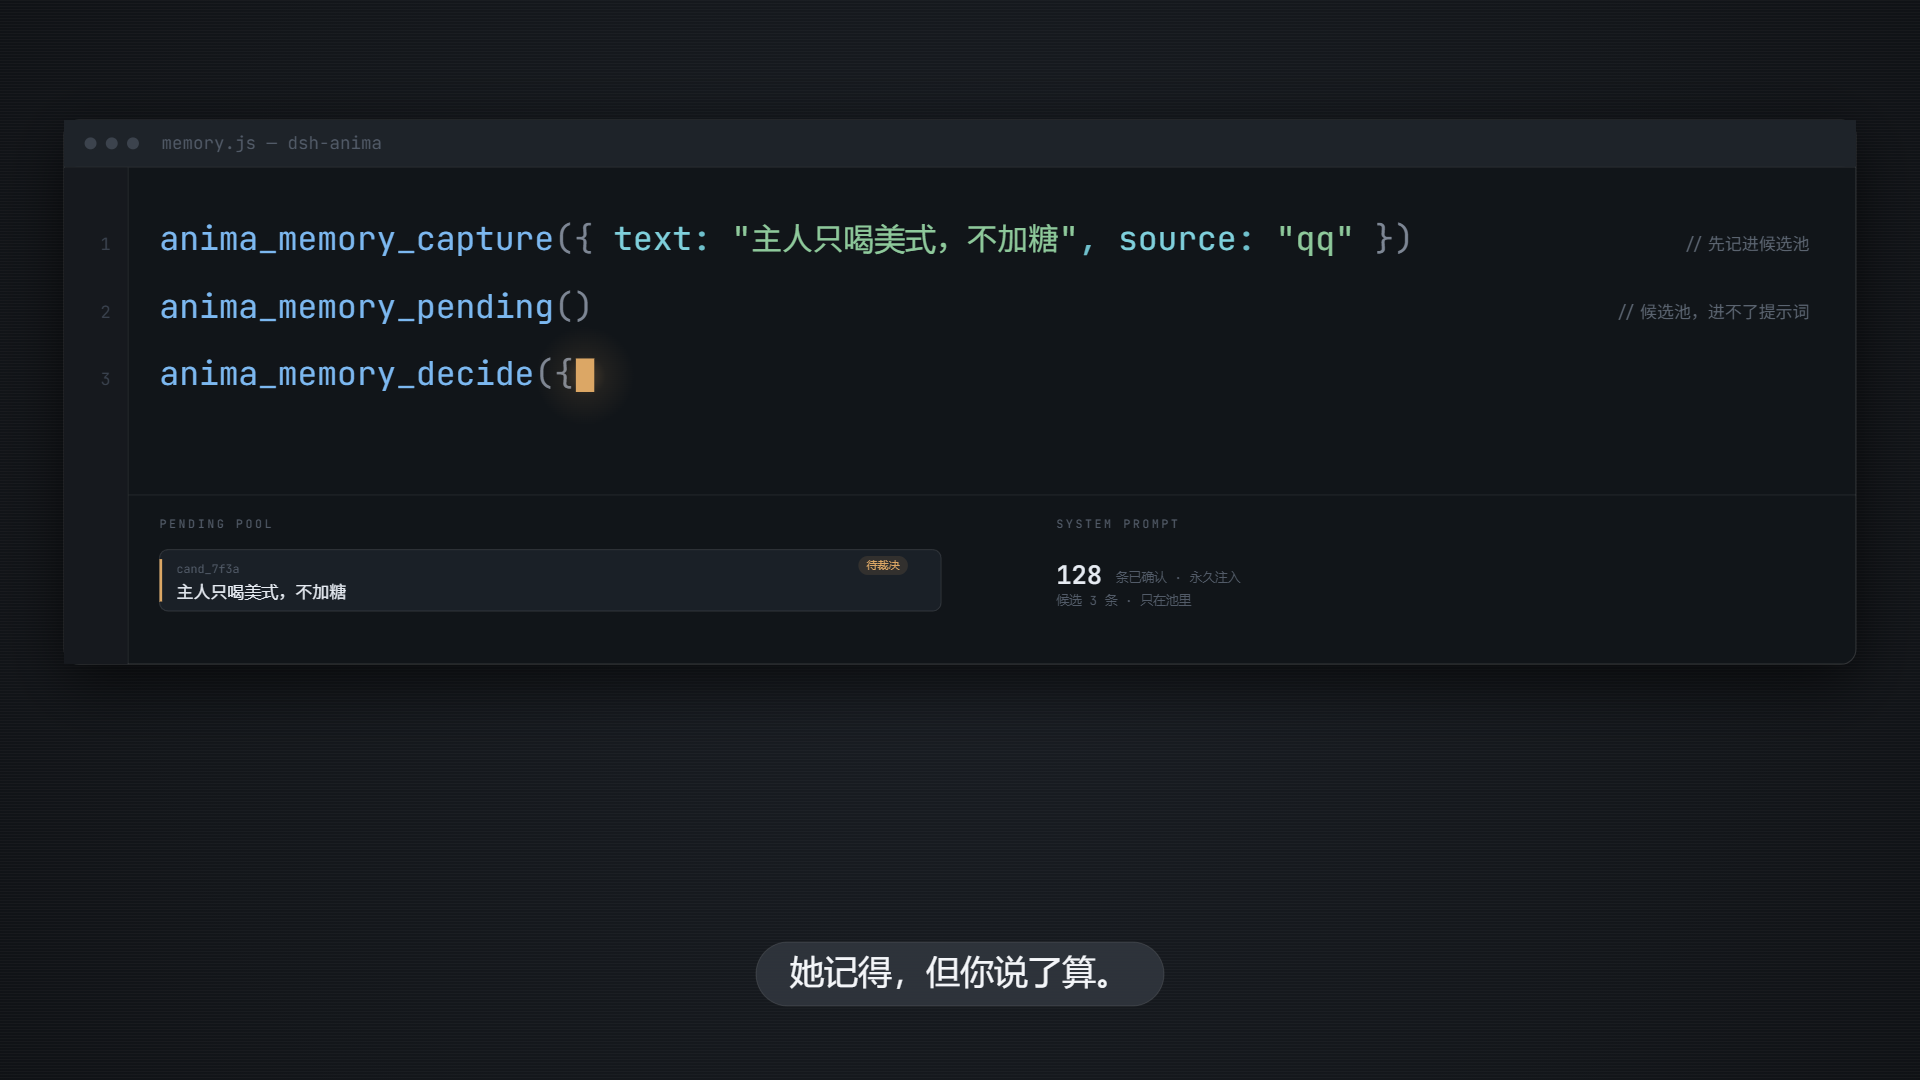 memory.js — dsh-anima
1 anima_memory_capture({ text: "主人只喝美式，不加糖", source: "qq" }) // 先记进候选池
2 anima_memory_pending() // 候选池，进不了提示词
3 anima_memory_decide({
PENDING POOL
cand_7f3a 待裁决
主人只喝美式，不加糖
SYSTEM PROMPT
128 条已确认 · 永久注入
候选 3 条 · 只在池里
她记得，但你说了算。